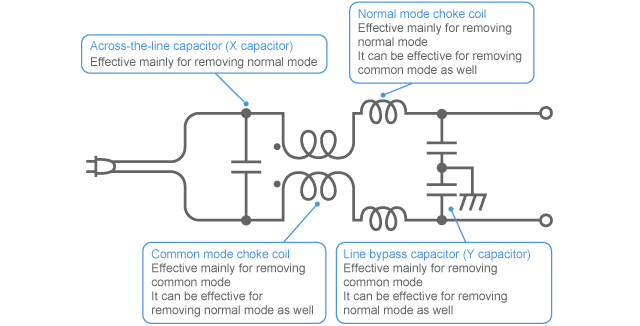 Normal mode choke coil
Effective mainly for removing
normal mode
It can be effective for removing
common mode as well
Across-the-line capacitor (X capacitor)
Effective mainly for removing normal mode
Common mode choke coil
Effective mainly for removing
common mode
It can be effective for
removing normal mode as well
Line bypass capacitor (Y capacitor)
Effective mainly for removing
common mode
It can be effective for removing
normal mode as well